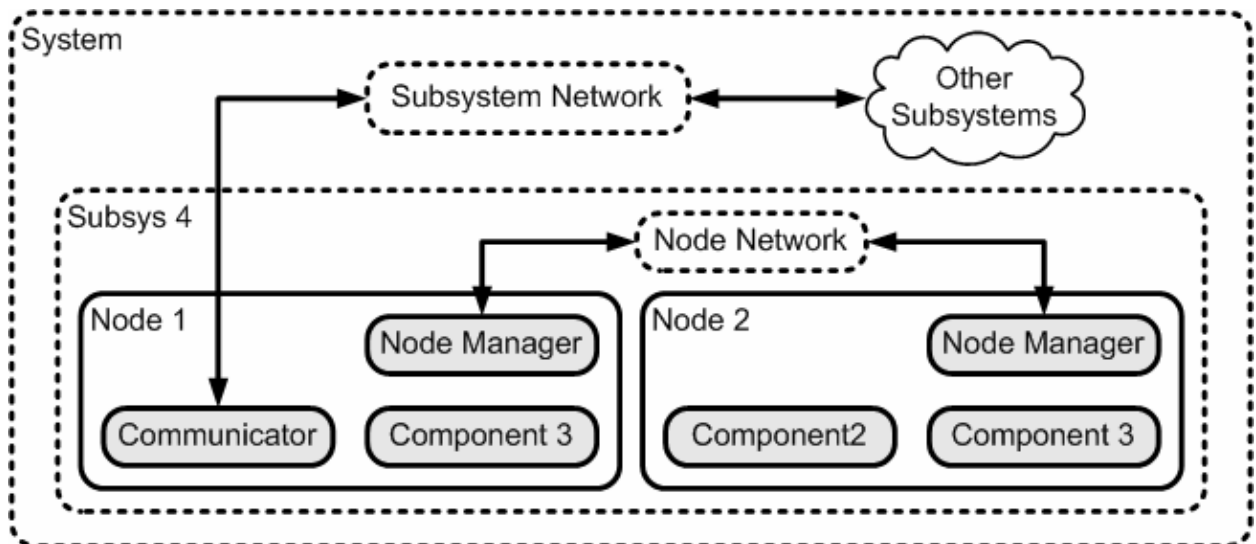 System
Subsystem Network
Other
Subsystems
Subsys 4
Node Network
Node 1
Node Manager
Communicator
Component 3
Node 2
Node Manager
Component2
Component 3